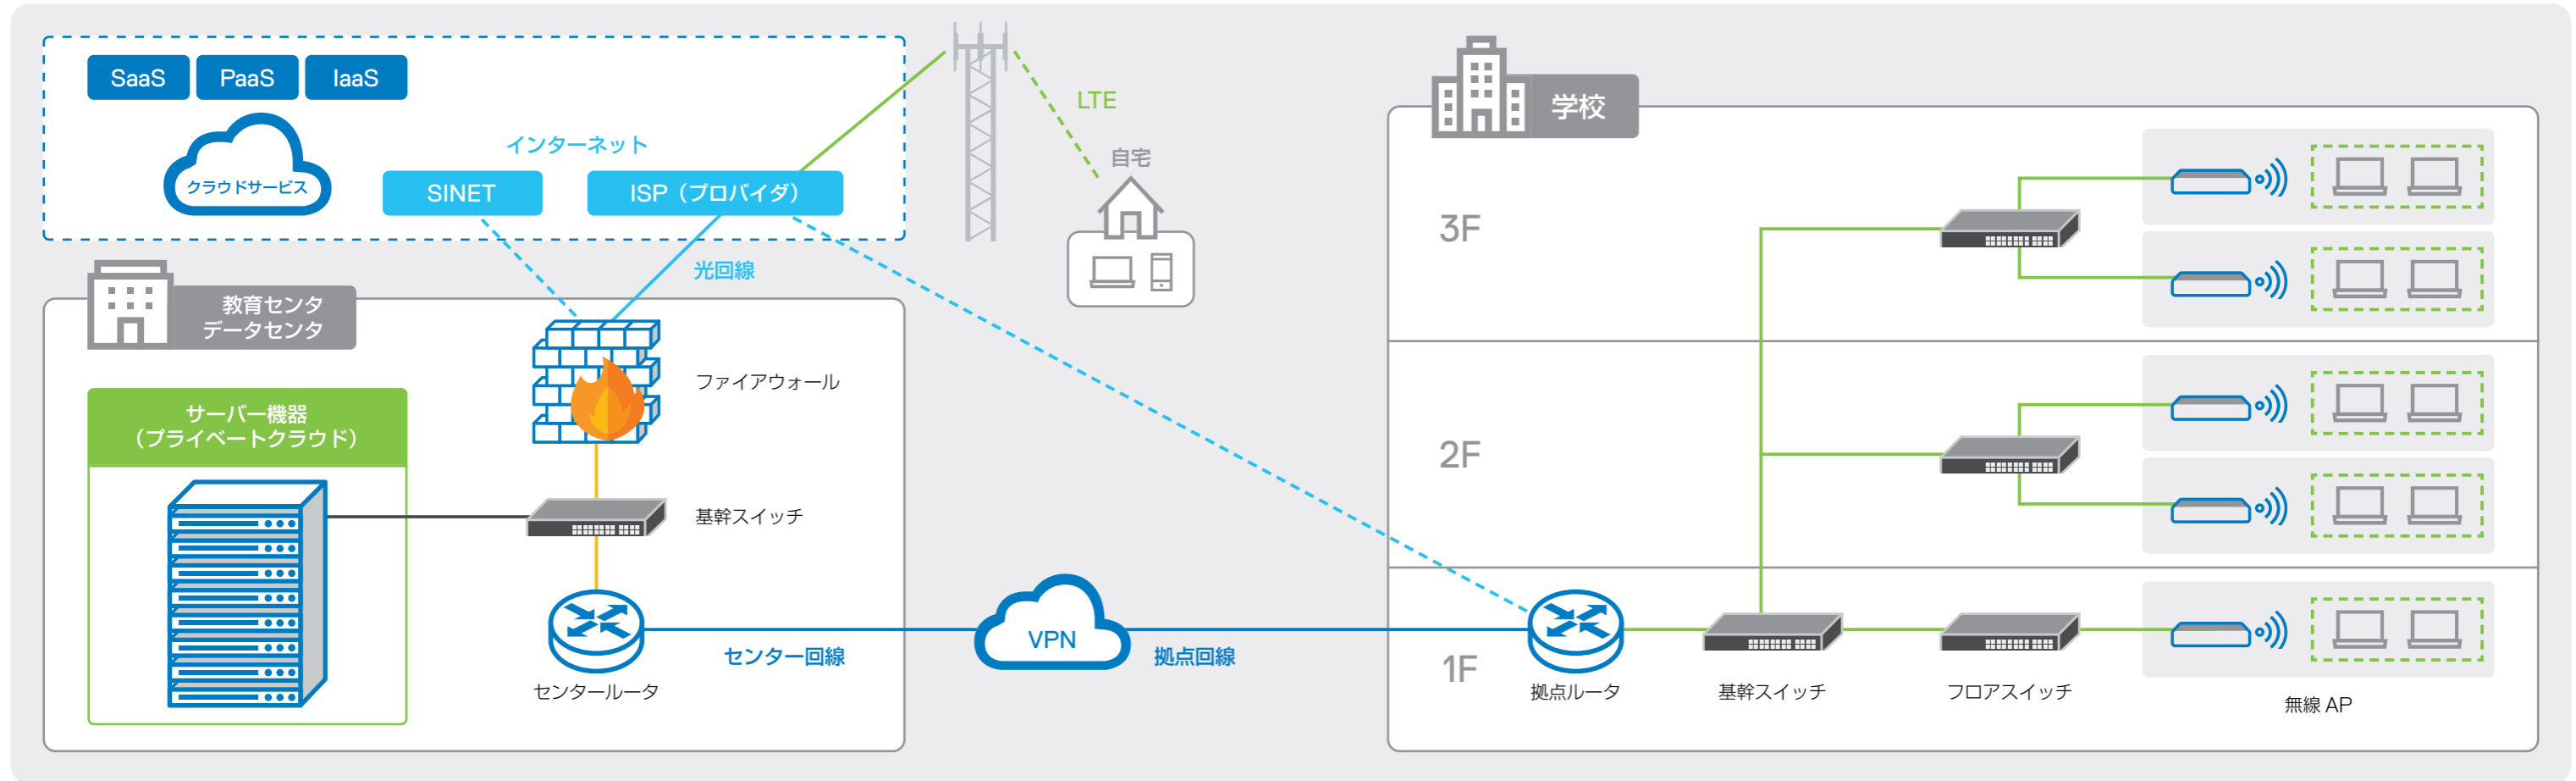 SaaS
PaaS
IaaS
クラウドサービス
インターネット
SINET
ISP（プロバイダ）
光回線
LTE
自宅
教育センタ
データセンタ
サーバー機器
（プライベートクラウド）
ファイアウォール
基幹スイッチ
センタールータ
センター回線
VPN
拠点回線
学校
3F
2F
1F
拠点ルータ
基幹スイッチ
フロアスイッチ
無線 AP